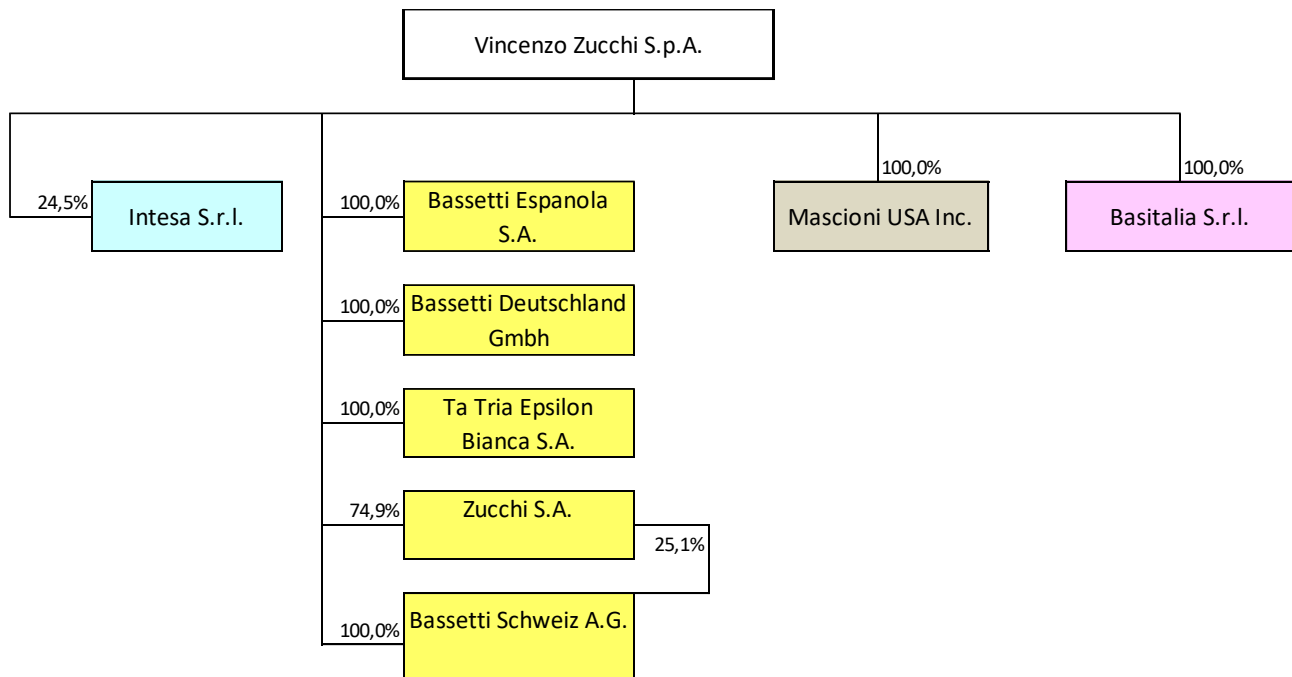 Vincenzo Zucchi S.p.A.
24,5%
Intesa S.r.l.
100,0%
Bassetti Espanola
S.A.
100,0%
Mascioni USA Inc.
100,0%
Basitalia S.r.l.
100,0%
Bassetti Deutschland
Gmbh
100,0%
Ta Tria Epsilon
Bianca S.A.
74,9%
Zucchi S.A.
25,1%
100,0%
Bassetti Schweiz A.G.